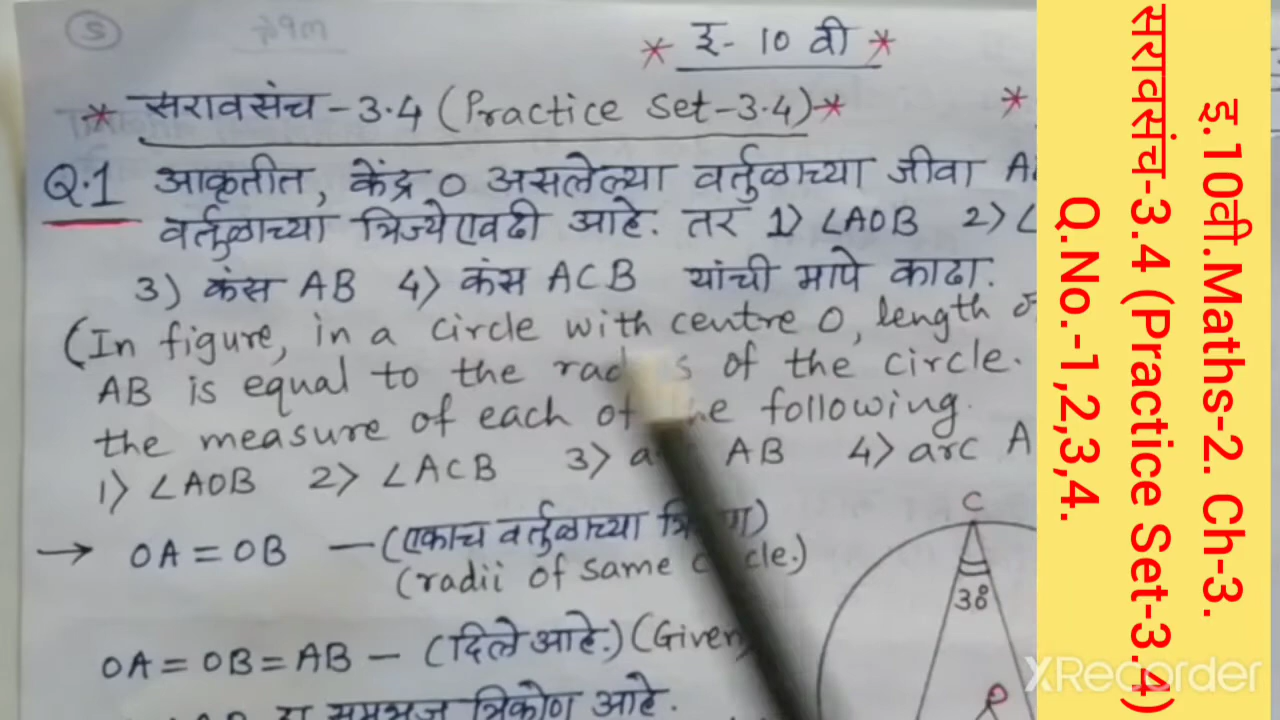 * इ- 10 वी *
* सरावसंच-3.4 (Practice Set-3.4)*
Q.1 आकृतीत, केंद्र O असलेल्या वर्तुळाच्या जीवा
वर्तुळाच्या त्रिज्येएवढी आहे. तर 1) ∠AOB 2) ∠
3) कंस AB 4) कंस ACB यांची मापे काढा.
(In figure, in a circle with centre O, length of
AB is equal to the of the circle.
the measure of each of following.
1) ∠AOB 2) ∠ACB 3) AB 4) arc A
→ OA = OB — (एकाच वर्तुळाच्या
(radii of same
OA = OB = AB — (दिले आहे.) (Given)
समभुज त्रिकोण आहे.
C
38°
इ.10वी.Maths-2. Ch-3.
सरावसंच-3.4 (Practice Set-3.4)
Q.No.-1,2,3,4.
XRecorder